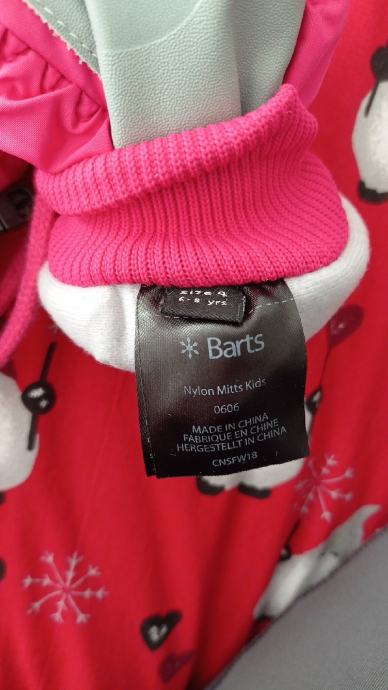 size 4
6-8 yrs
Barts
Nylon Mitts Kids
0606
MADE IN CHINA
FABRIQUE EN CHINE
HERGESTELLT IN CHINA
CNSFW18